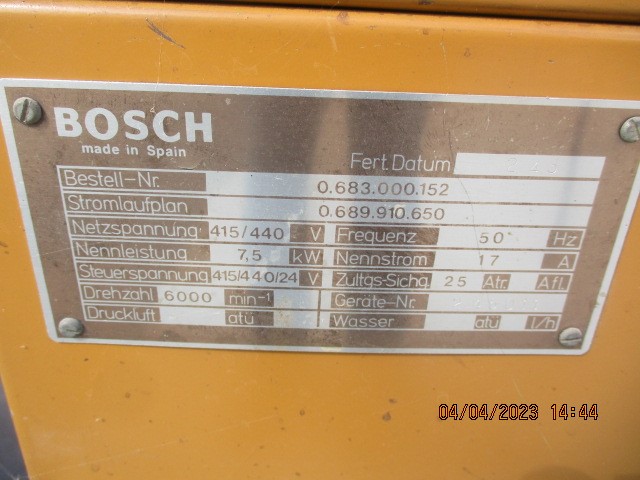 BOSCH
made in Spain
Fert.Datum
Bestell-Nr. 0.683.000.152
Stromlaufplan 0.689.910.650
Netzspannung 415/440 V Frequenz 50 Hz
Nennleistung 7,5 kW Nennstrom 17 A
Steuerspannung 415/440/24 V Zultgs-Sichg. 25 Atr. Afl.
Drehzahl 6000 min-1 Geräte-Nr.
Druckluft atü Wasser atü l/h
04/04/2023 14:44